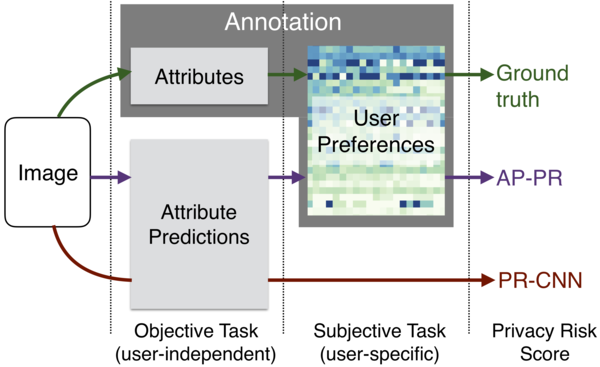 Annotation
Attributes
Ground
truth
User
Preferences
Image
AP-PR
Attribute
Predictions
PR-CNN
Objective Task
(user-independent)
Subjective Task
(user-specific)
Privacy Risk
Score